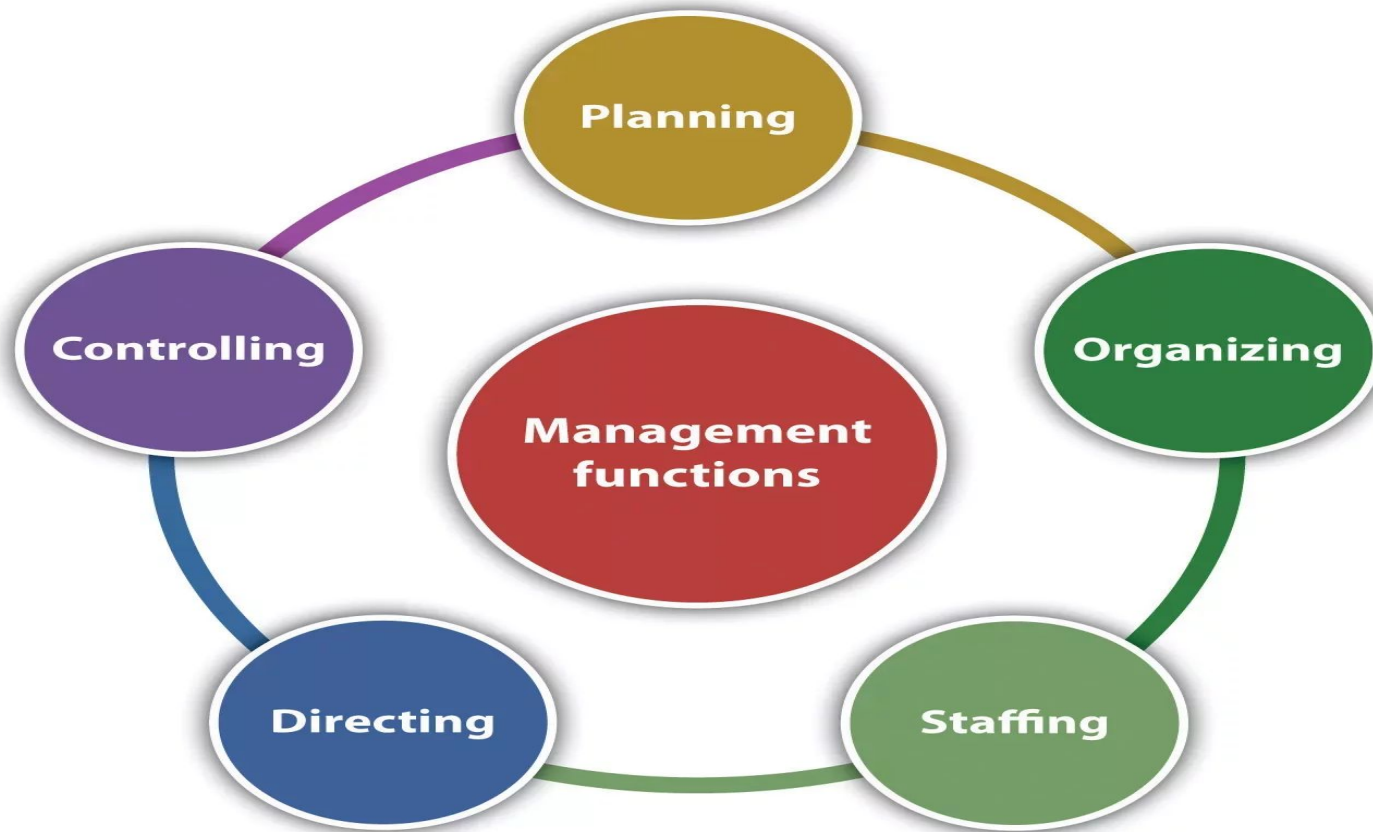 Planning
Organizing
Staffing
Directing
Controlling
Management
functions